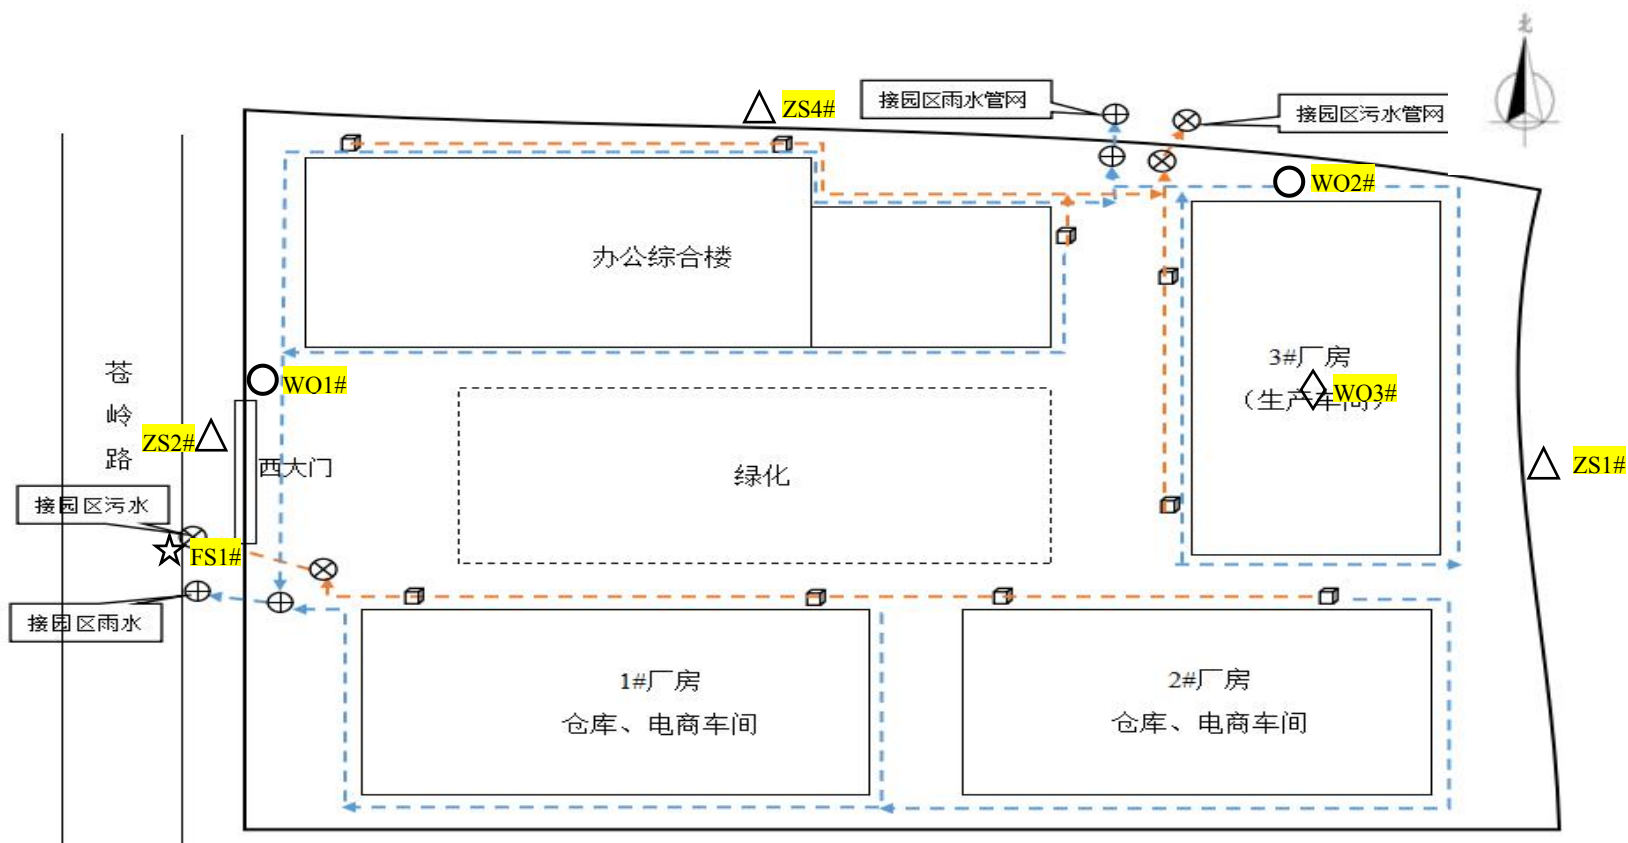 北
ZS4#
接园区雨水管网
接园区污水管网
WO2#
办公综合楼
3#厂房
(生产车间)
WO3#
苍
岭
路
WO1#
ZS2#
西大门
绿化
ZS1#
接园区污水
FS1#
接园区雨水
1#厂房
仓库、电商车间
2#厂房
仓库、电商车间